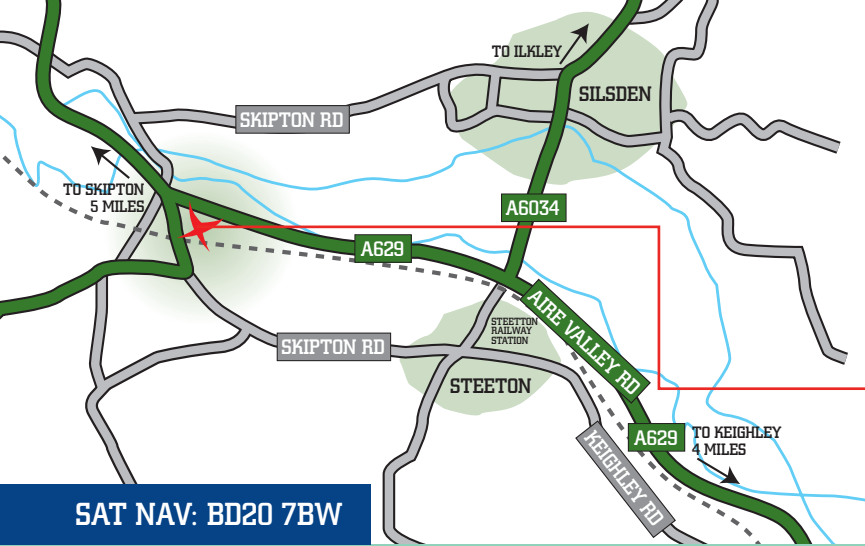 TO ILKLEY
SILSDEN
SKIPTON RD
TO SKIPTON
5 MILES
A6034
A629
AIRE VALLEY RD
STEETTON
RAILWAY
STATION
SKIPTON RD
STEETON
A629
TO KEIGHLEY
4 MILES
KEIGHLEY RD
SAT NAV: BD20 7BW